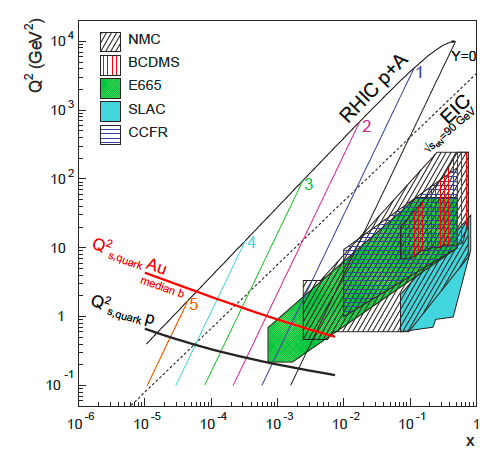 Q² (GeV²)
10⁴
10³
10²
10
1
10⁻¹
NMC
BCDMS
E665
SLAC
CCFR
RHIC p+A
EIC
√s_eN=90 GeV
Y=0
1
2
3
4
5
Q²s,quark Au
median b
Q²s,quark p
10⁻⁶
10⁻⁵
10⁻⁴
10⁻³
10⁻²
10⁻¹
1
x